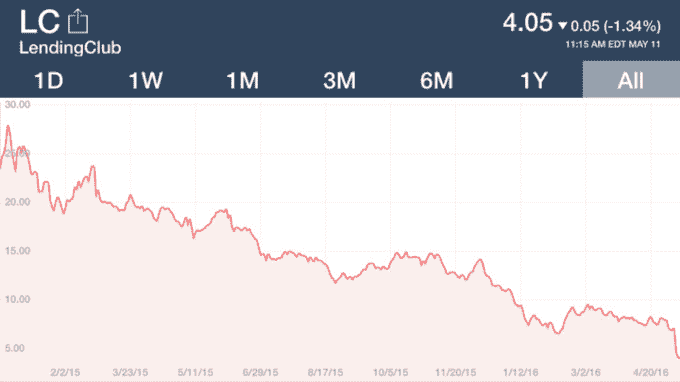 LC
LendingClub
4.05 ▼ 0.05 (-1.34%)
11:15 AM EDT MAY 11
1D 1W 1M 3M 6M 1Y All
30.00
25.00
20.00
15.00
10.00
5.00
2/2/15 3/23/15 5/11/15 6/29/15 8/17/15 10/5/15 11/20/15 1/12/16 3/2/16 4/20/16